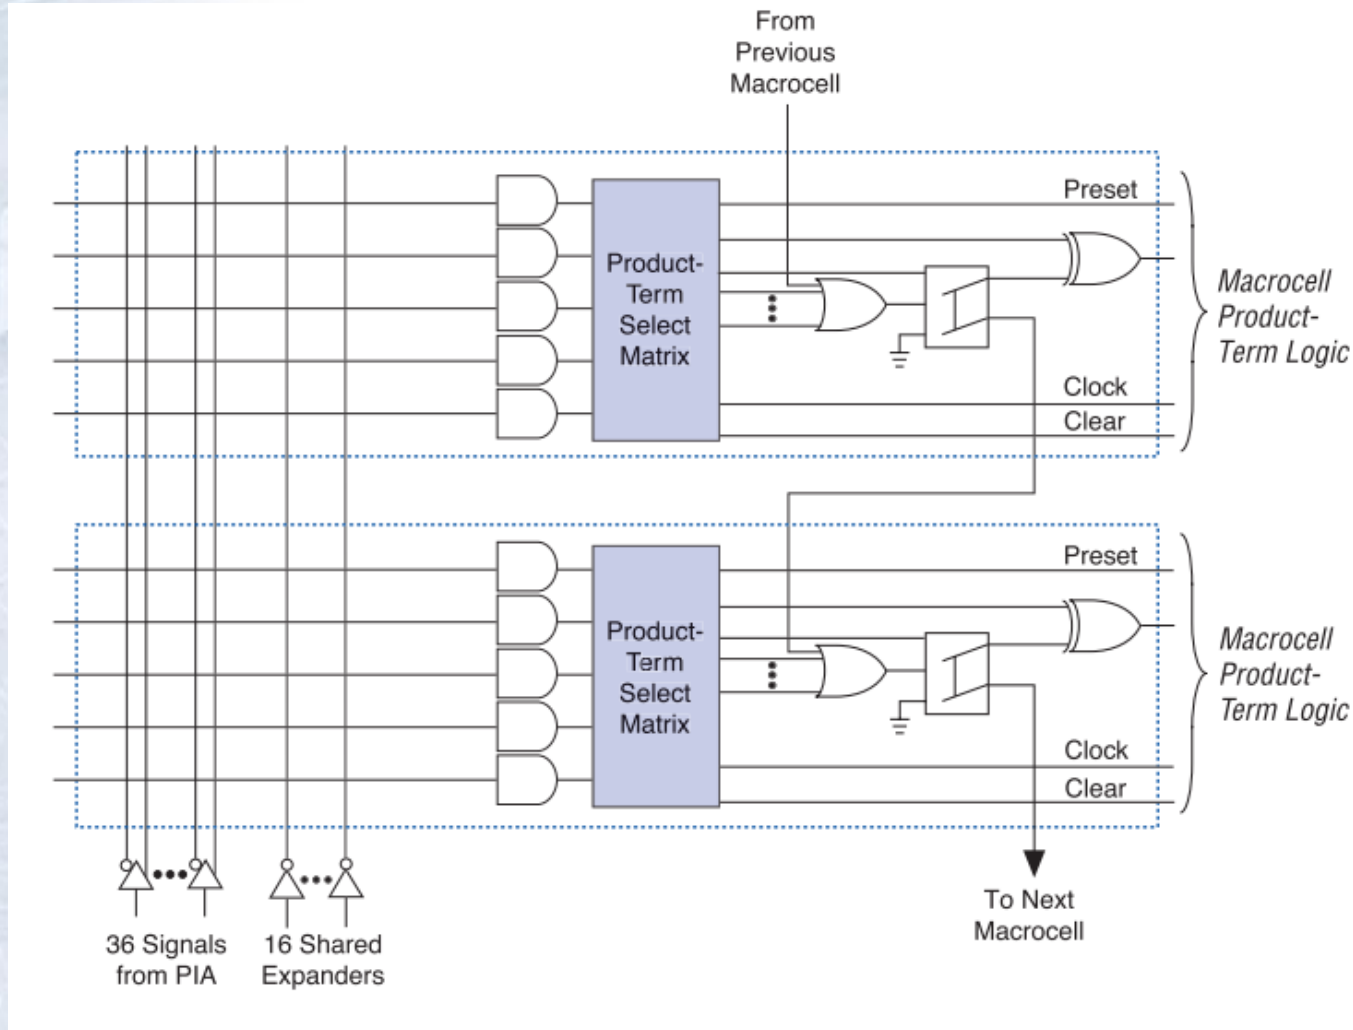 From
Previous
Macrocell
Preset
Product-
Term
Select
Matrix
Macrocell
Product-
Term Logic
Clock
Clear
Preset
Product-
Term
Select
Matrix
Macrocell
Product-
Term Logic
Clock
Clear
To Next
Macrocell
36 Signals
from PIA
16 Shared
Expanders